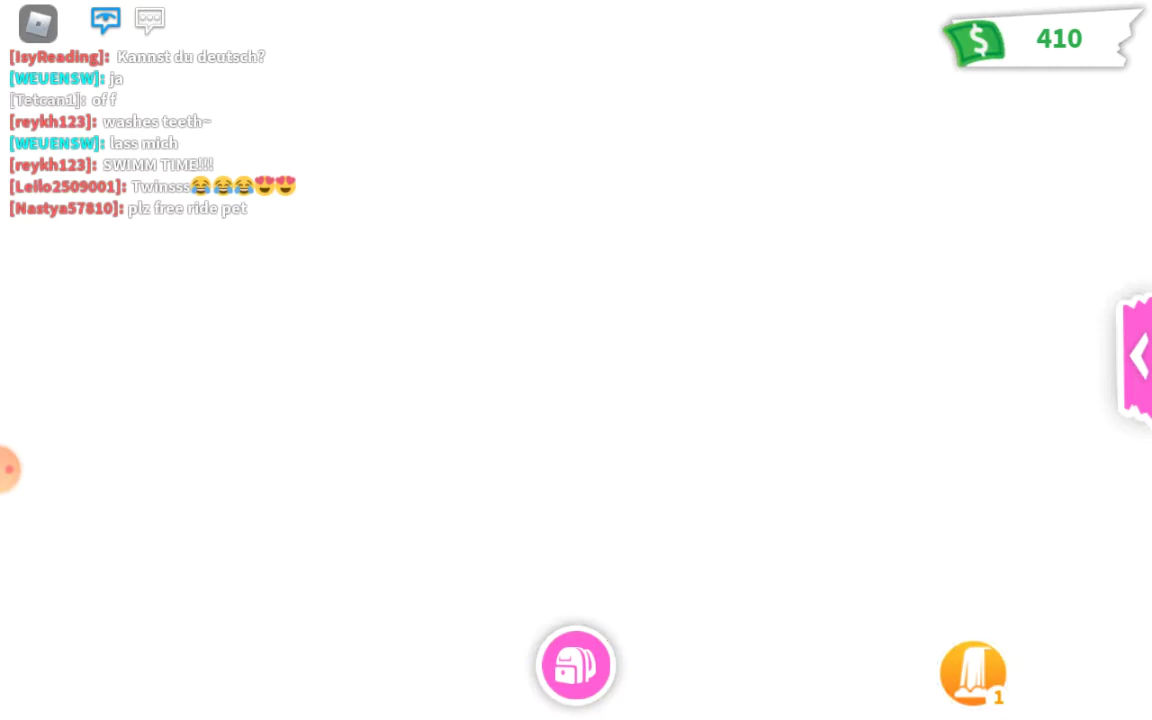 [IsyReading]: Kannst du deutsch?
[WEUENSW]: ja
[Tetcan1]: off
[reykh123]: washes teeth~
[WEUENSW]: lass mich
[reykh123]: SWIMM TIME!!!
[Leilo2509001]: Twinsss😂😂😂😍😍
[Nastya57810]: plz free ride pet
$ 410
1